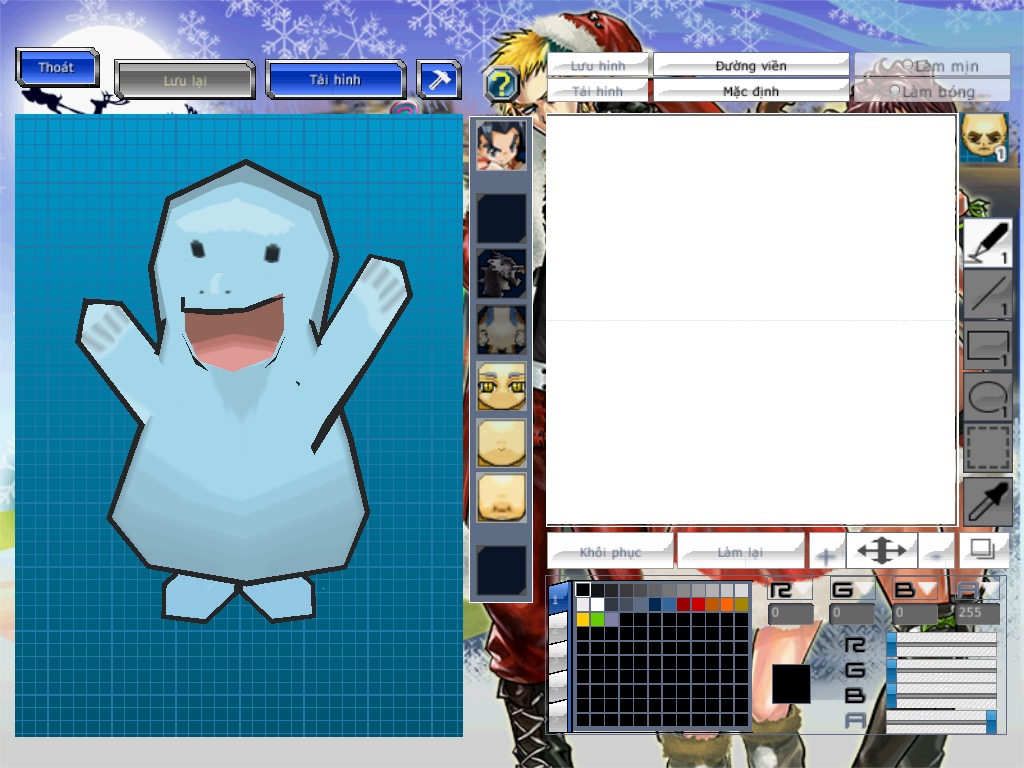 Thoát
Lưu lại
Tải hình
?
Lưu hình
Đường viền
Làm mịn
Tải hình
Mặc định
Làm bóng
1
1
1
1
1
Khôi phục
Làm lại
+
-
1
R
G
B
A
0
0
0
255
R
G
B
A